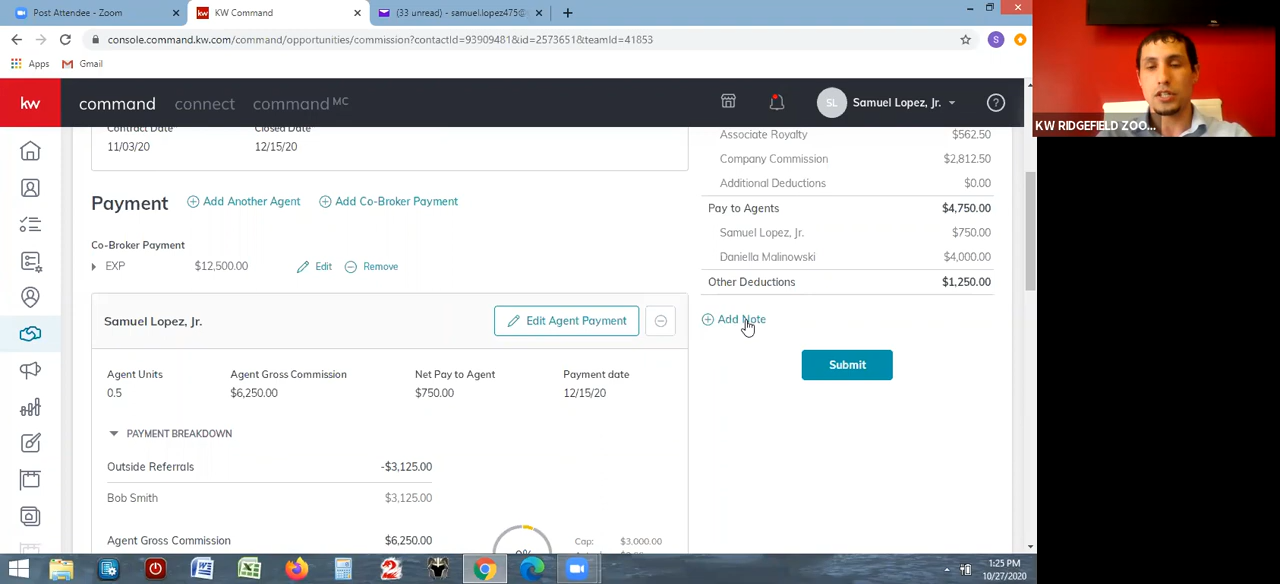 Post Attendee - Zoom
KW Command
(33 unread) - samuel.lopez475@
console.command.kw.com/command/opportunities/commission?contactId=93909481&id=2573651&teamId=41853
S
Apps
Gmail
KW RIDGEFIELD ZOO...
kw
command
connect
command MC
SL
Samuel Lopez, Jr.
Contract Date
Closed Date
11/03/20
12/15/20
Associate Royalty
$562.50
Company Commission
$2,812.50
Additional Deductions
$0.00
Pay to Agents
$4,750.00
Samuel Lopez, Jr.
$750.00
Daniella Malinowski
$4,000.00
Other Deductions
$1,250.00
Add Note
Submit
Payment
Add Another Agent
Add Co-Broker Payment
Co-Broker Payment
EXP
$12,500.00
Edit
Remove
Samuel Lopez, Jr.
Edit Agent Payment
Agent Units
Agent Gross Commission
Net Pay to Agent
Payment date
0.5
$6,250.00
$750.00
12/15/20
PAYMENT BREAKDOWN
Outside Referrals
-$3,125.00
Bob Smith
$3,125.00
Agent Gross Commission
$6,250.00
Cap:
$3,000.00
1:25 PM
10/27/2020